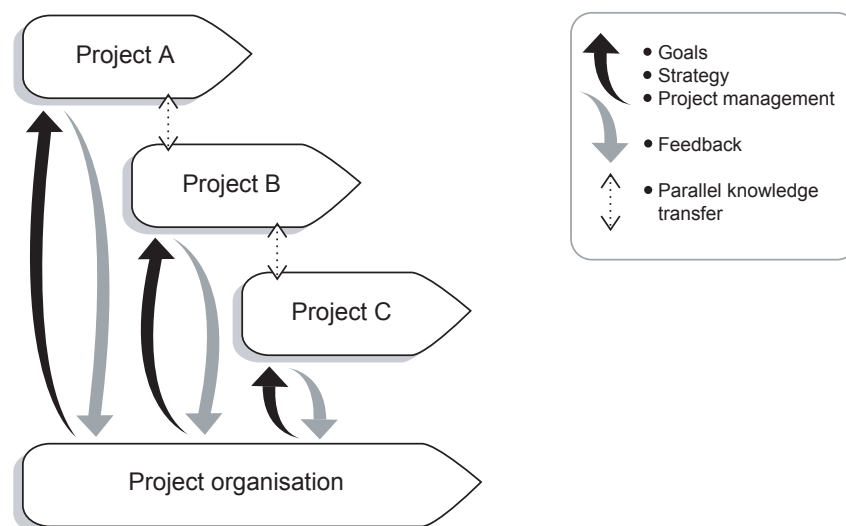 Project A
Project B
Project C
Project organisation
• Goals
• Strategy
• Project management
• Feedback
• Parallel knowledge
transfer